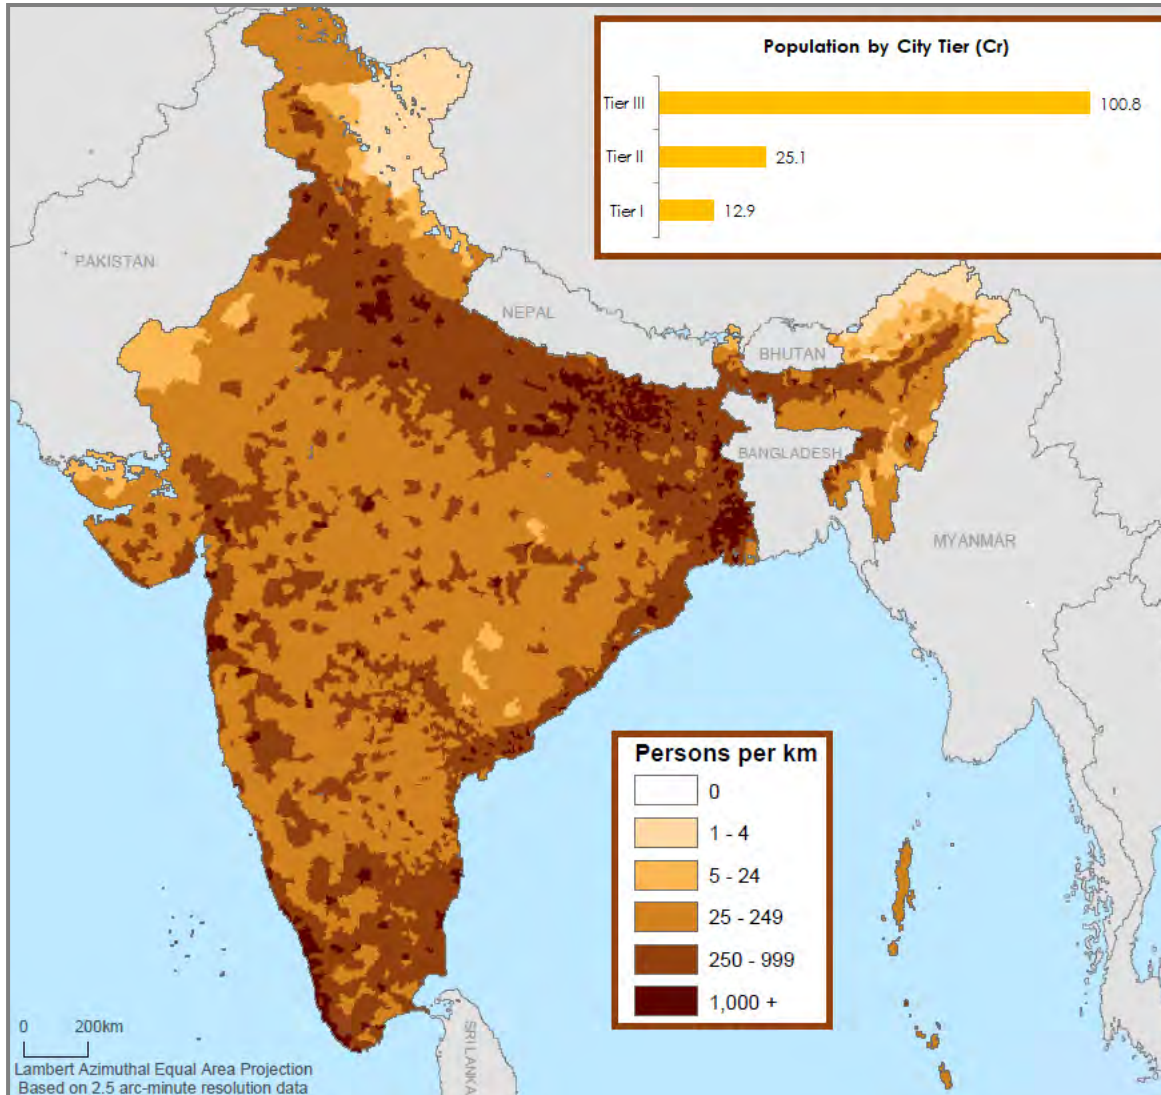 Population by City Tier (Cr)
Tier III
100.8
Tier II
25.1
Tier I
12.9
PAKISTAN
NEPAL
BHUTAN
BANGLADESH
MYANMAR
Persons per km
0
1 - 4
5 - 24
25 - 249
250 - 999
1,000 +
0 200km
SRI LANKA
Lambert Azimuthal Equal Area Projection
Based on 2.5 arc-minute resolution data